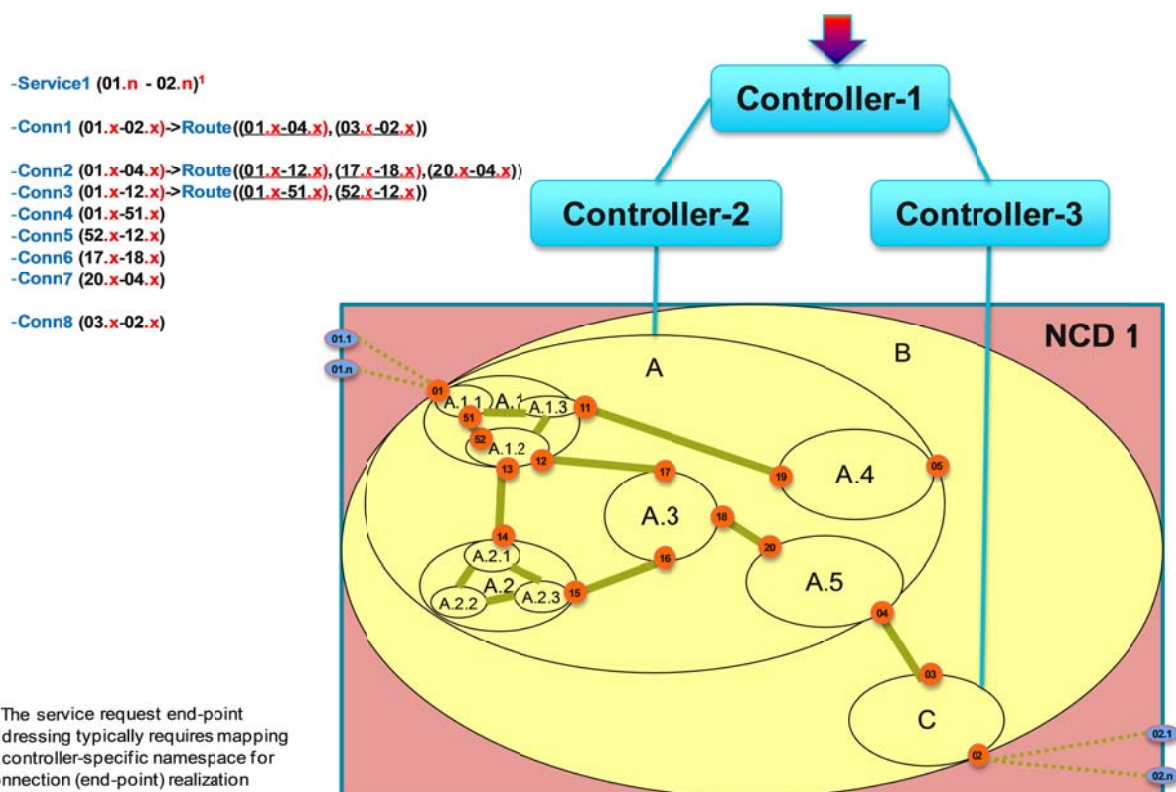 -Service1 (01.n - 02.n)1
-Conn1 (01.x-02.x)->Route((01.x-04.x),(03.x-02.x))
-Conn2 (01.x-04.x)->Route((01.x-12.x),(17.x-18.x),(20.x-04.x))
-Conn3 (01.x-12.x)->Route((01.x-51.x),(52.x-12.x))
-Conn4 (01.x-51.x)
-Conn5 (52.x-12.x)
-Conn6 (17.x-18.x)
-Conn7 (20.x-04.x)
-Conn8 (03.x-02.x)
Controller-1
Controller-2
Controller-3
NCD 1
B
A
01.1
01.n
01
A.1.1
A.1
A.1.3
11
51
52
A.1.2
13
12
17
19
A.4
05
A.3
18
14
16
20
A.2.1
A.5
A.2
A.2.2
A.2.3
15
04
03
C
02
02.1
02.n
The service request end-point
dressing typically requires mapping
controller-specific namespace for
nnection (end-point) realization